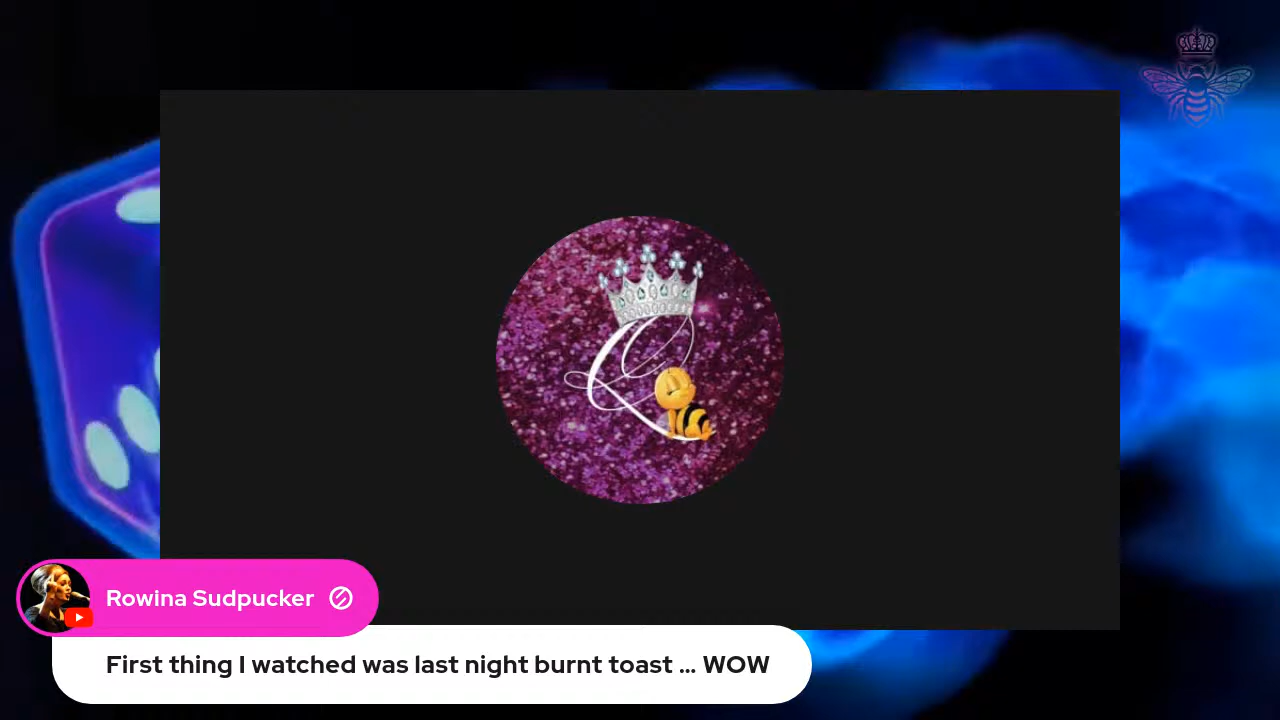 Q
Rowina Sudpucker
First thing I watched was last night burnt toast ... WOW